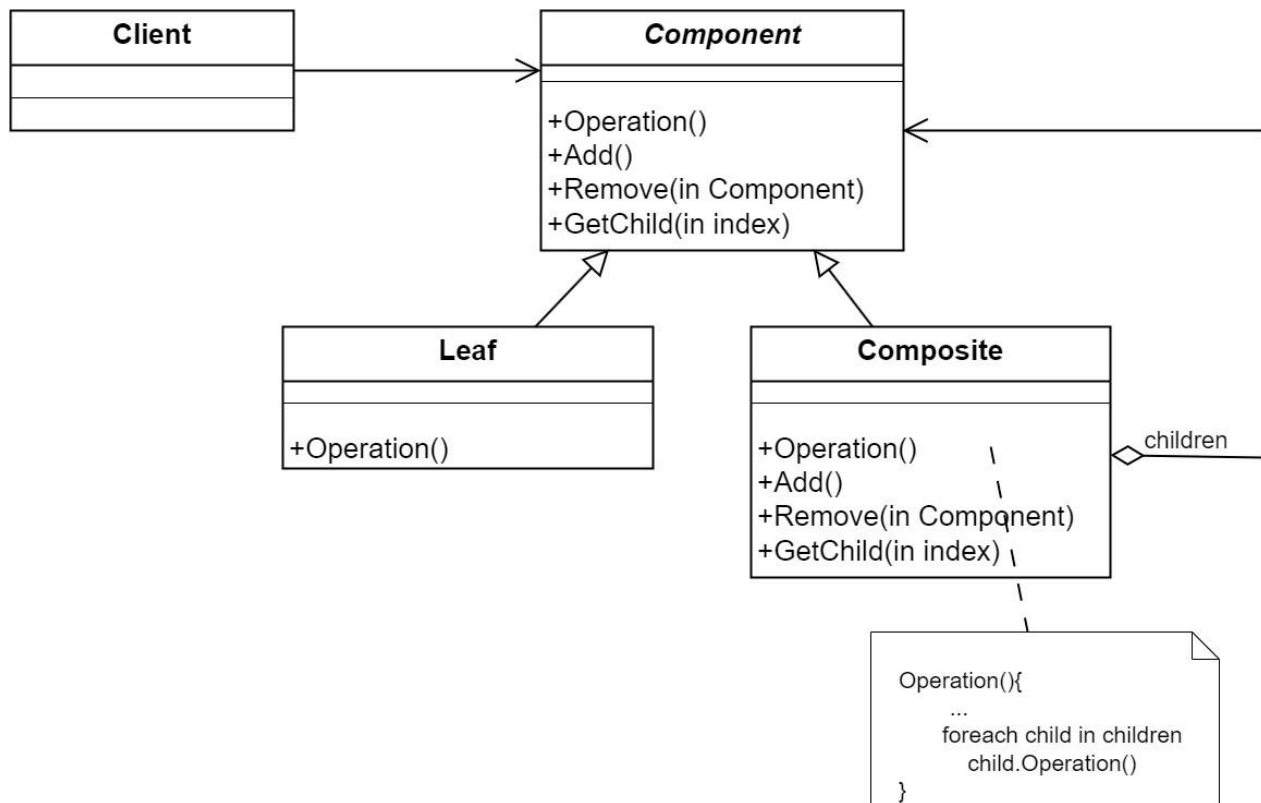 Client
Component
+Operation()
+Add()
+Remove(in Component)
+GetChild(in index)
Leaf
+Operation()
Composite
+Operation()
+Add()
+Remove(in Component)
+GetChild(in index)
children
Operation(){
...
foreach child in children
child.Operation()
}